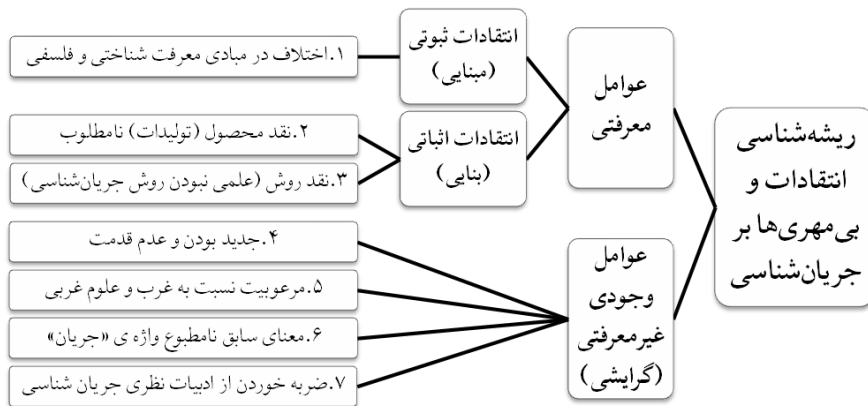 ریشه‌شناسی
انتقادات و
بی‌مهری‌ها بر
جریان‌شناسی
عوامل
معرفتی
انتقادات ثبوتی
(مبنایی)
۱.اختلاف در مبادی معرفت شناختی و فلسفی
انتقادات اثباتی
(بنایی)
۲.نقد محصول (تولیدات) نامطلوب
۳.نقد روش (علمی نبودن روش جریان‌شناسی)
عوامل
وجودی
غیرمعرفتی
(گرایشی)
۴.جدید بودن و عدم قدمت
۵.مرعوبیت نسبت به غرب و علوم غربی
۶.معنای سابق نامطبوع واژه ی «جریان»
۷.ضربه خوردن از ادبیات نظری جریان شناسی